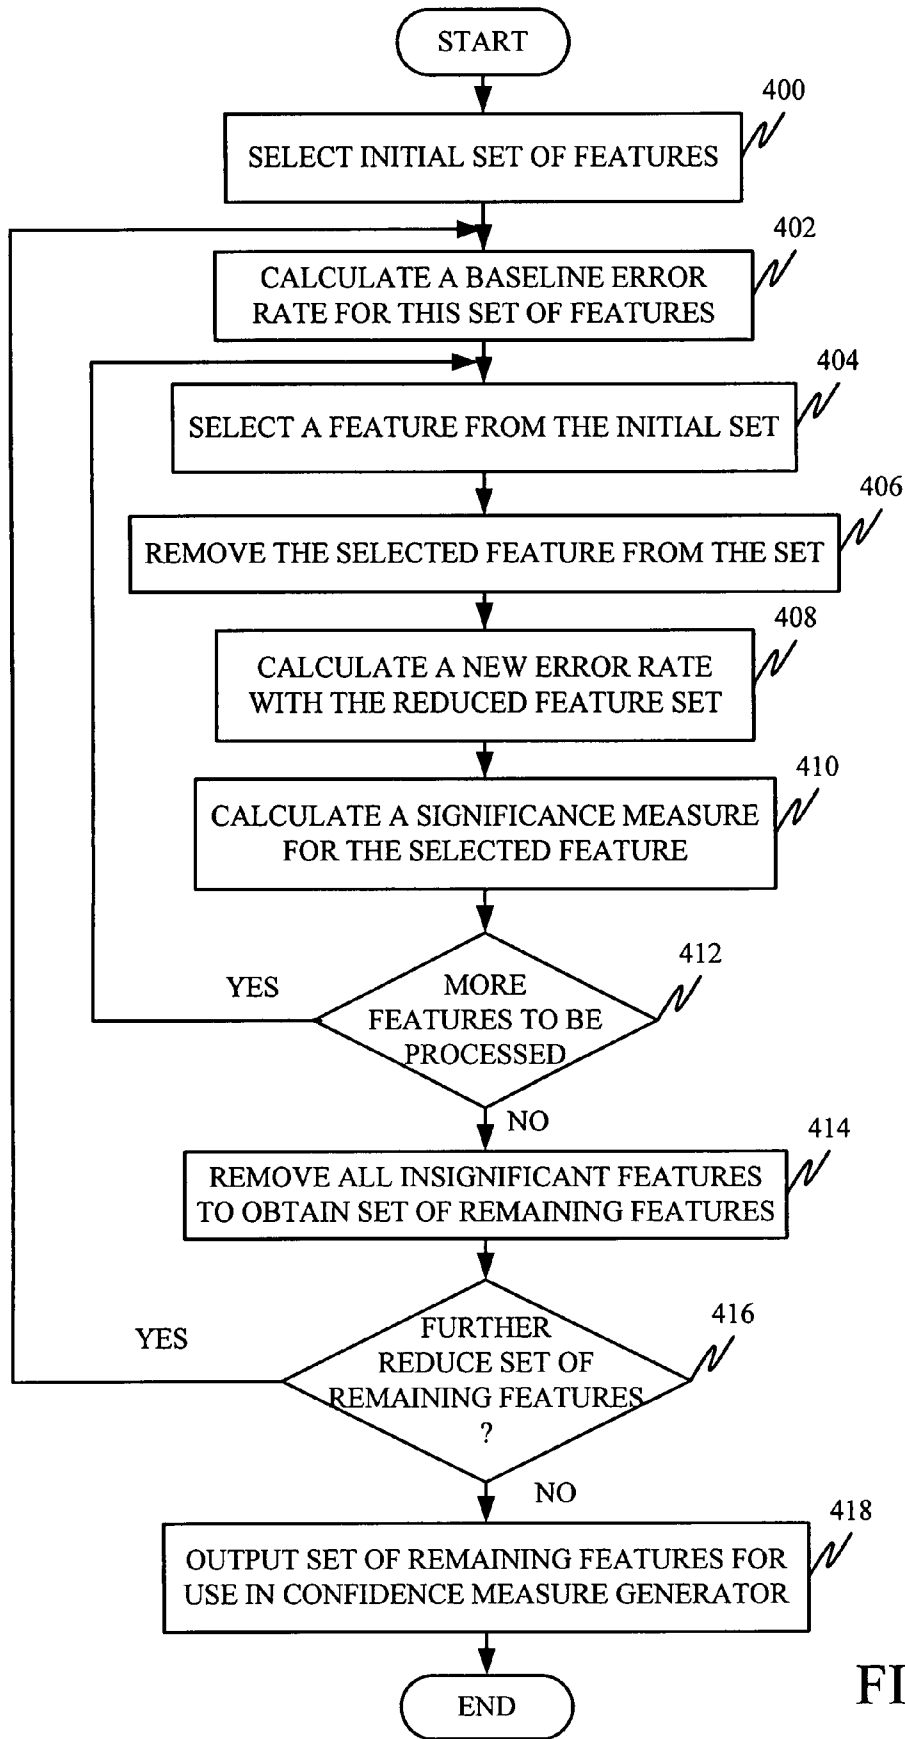 START
400
SELECT INITIAL SET OF FEATURES
402
CALCULATE A BASELINE ERROR
RATE FOR THIS SET OF FEATURES
404
SELECT A FEATURE FROM THE INITIAL SET
406
REMOVE THE SELECTED FEATURE FROM THE SET
408
CALCULATE A NEW ERROR RATE
WITH THE REDUCED FEATURE SET
410
CALCULATE A SIGNIFICANCE MEASURE
FOR THE SELECTED FEATURE
412
YES
MORE
FEATURES TO BE
PROCESSED
NO
414
REMOVE ALL INSIGNIFICANT FEATURES
TO OBTAIN SET OF REMAINING FEATURES
416
YES
FURTHER
REDUCE SET OF
REMAINING FEATURES
?
NO
418
OUTPUT SET OF REMAINING FEATURES FOR
USE IN CONFIDENCE MEASURE GENERATOR
END
FI